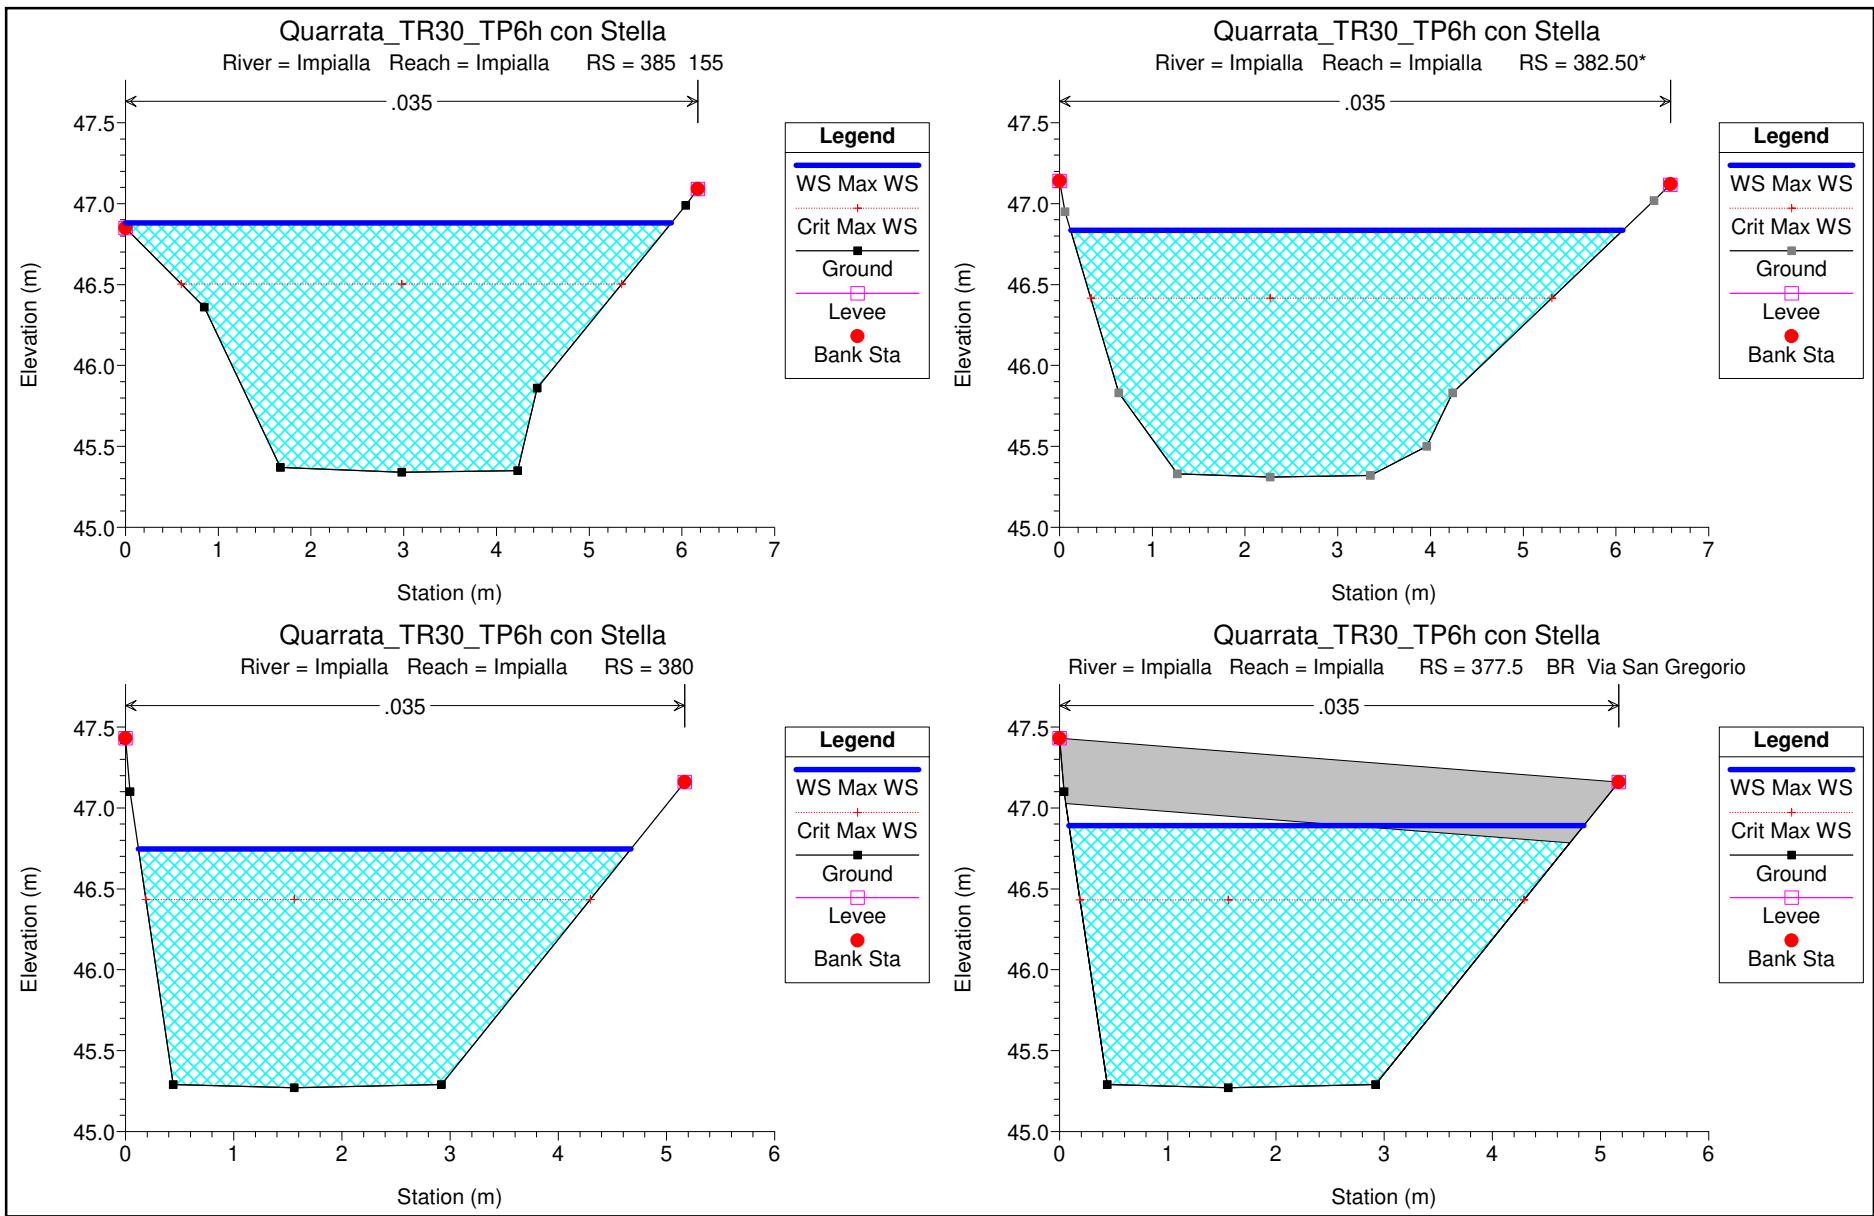 Quarrata_TR30_TP6h con Stella
River = Impialla Reach = Impialla RS = 385 155
.035
47.5
47.0
46.5
46.0
45.5
45.0
Elevation (m)
0 1 2 3 4 5 6 7
Station (m)
Legend
WS Max WS
Crit Max WS
Ground
Levee
Bank Sta
Quarrata_TR30_TP6h con Stella
River = Impialla Reach = Impialla RS = 382.50*
.035
47.5
47.0
46.5
46.0
45.5
45.0
Elevation (m)
0 1 2 3 4 5 6 7
Station (m)
Legend
WS Max WS
Crit Max WS
Ground
Levee
Bank Sta
Quarrata_TR30_TP6h con Stella
River = Impialla Reach = Impialla RS = 380
.035
47.5
47.0
46.5
46.0
45.5
45.0
Elevation (m)
0 1 2 3 4 5 6
Station (m)
Legend
WS Max WS
Crit Max WS
Ground
Levee
Bank Sta
Quarrata_TR30_TP6h con Stella
River = Impialla Reach = Impialla RS = 377.5 BR Via San Gregorio
.035
47.5
47.0
46.5
46.0
45.5
45.0
Elevation (m)
0 1 2 3 4 5 6
Station (m)
Legend
WS Max WS
Crit Max WS
Ground
Levee
Bank Sta